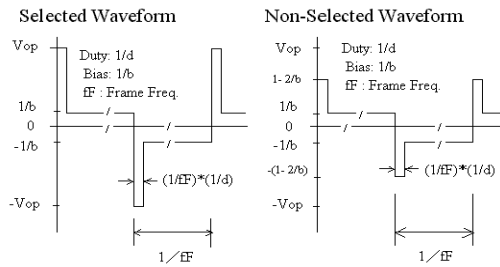 Selected Waveform
Vop
Duty: 1/d
Bias: 1/b
fF : Frame Freq.
1/b
0
-1/b
(1/fF)*(1/d)
-Vop
1／fF
Non-Selected Waveform
Vop
Duty: 1/d
Bias: 1/b
fF : Frame Freq.
1- 2/b
1/b
0
-1/b
-(1- 2/b)
(1/fF)*(1/d)
-Vop
1／fF